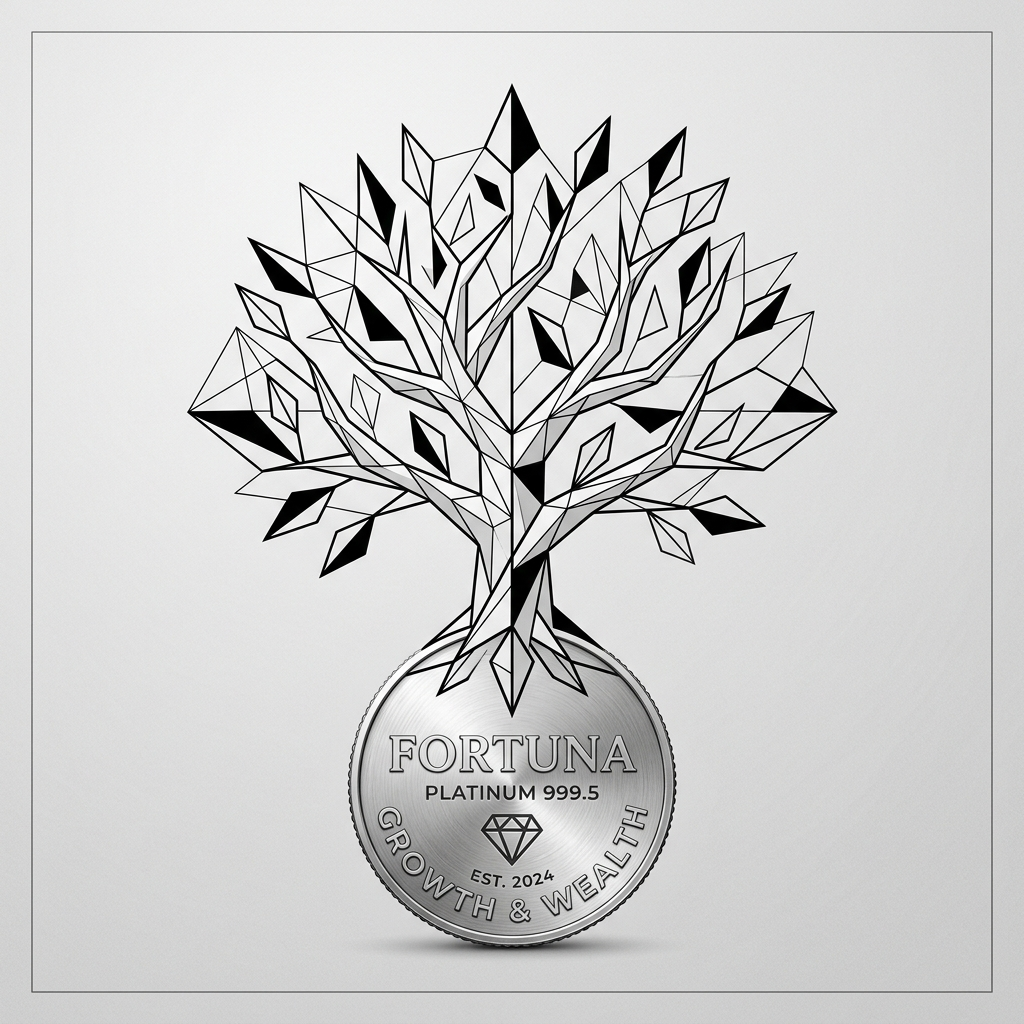 FORTUNA
PLATINUM 999.5
EST. 2024
GROWTH & WEALTH